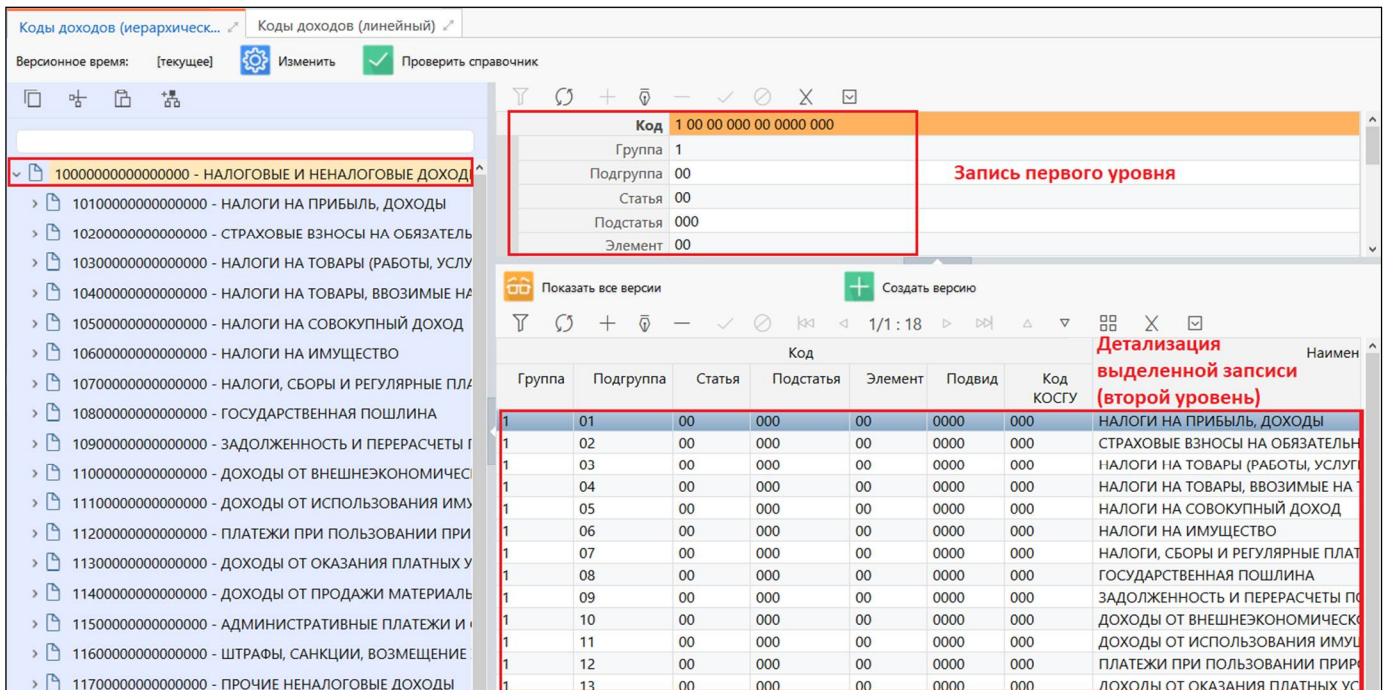 Коды доходов (иерархическ... Коды доходов (линейный)
Версионное время: [текущее] Изменить Проверить справочник
Код 1 00 00 000 00 0000 000
Группа 1
Подгруппа 00
Статья 00
Подстатья 000
Элемент 00
Запись первого уровня
10000000000000000 - НАЛОГОВЫЕ И НЕНАЛОГОВЫЕ ДОХОД
10100000000000000 - НАЛОГИ НА ПРИБЫЛЬ, ДОХОДЫ
10200000000000000 - СТРАХОВЫЕ ВЗНОСЫ НА ОБЯЗАТЕЛЬ
10300000000000000 - НАЛОГИ НА ТОВАРЫ (РАБОТЫ, УСЛУ
10400000000000000 - НАЛОГИ НА ТОВАРЫ, ВВОЗИМЫЕ НА
10500000000000000 - НАЛОГИ НА СОВОКУПНЫЙ ДОХОД
10600000000000000 - НАЛОГИ НА ИМУЩЕСТВО
10700000000000000 - НАЛОГИ, СБОРЫ И РЕГУЛЯРНЫЕ ПЛА
10800000000000000 - ГОСУДАРСТВЕННАЯ ПОШЛИНА
10900000000000000 - ЗАДОЛЖЕННОСТЬ И ПЕРЕРАСЧЕТЫ П
11000000000000000 - ДОХОДЫ ОТ ВНЕШНЕЭКОНОМИЧЕС
11100000000000000 - ДОХОДЫ ОТ ИСПОЛЬЗОВАНИЯ ИМУ
11200000000000000 - ПЛАТЕЖИ ПРИ ПОЛЬЗОВАНИИ ПРИ
11300000000000000 - ДОХОДЫ ОТ ОКАЗАНИЯ ПЛАТНЫХ У
11400000000000000 - ДОХОДЫ ОТ ПРОДАЖИ МАТЕРИАЛЬ
11500000000000000 - АДМИНИСТРАТИВНЫЕ ПЛАТЕЖИ И
11600000000000000 - ШТРАФЫ, САНКЦИИ, ВОЗМЕЩЕНИЕ
11700000000000000 - ПРОЧИЕ НЕНАЛОГОВЫЕ ДОХОДЫ
Показать все версии Создать версию
1/1 : 18
Детализация
выделенной запсиси
(второй уровень)
Код Наимен
Группа Подгруппа Статья Подстатья Элемент Подвид Код
КОСГУ
1 01 00 000 00 0000 000 НАЛОГИ НА ПРИБЫЛЬ, ДОХОДЫ
1 02 00 000 00 0000 000 СТРАХОВЫЕ ВЗНОСЫ НА ОБЯЗАТЕЛЬН
1 03 00 000 00 0000 000 НАЛОГИ НА ТОВАРЫ (РАБОТЫ, УСЛУГ
1 04 00 000 00 0000 000 НАЛОГИ НА ТОВАРЫ, ВВОЗИМЫЕ НА Т
1 05 00 000 00 0000 000 НАЛОГИ НА СОВОКУПНЫЙ ДОХОД
1 06 00 000 00 0000 000 НАЛОГИ НА ИМУЩЕСТВО
1 07 00 000 00 0000 000 НАЛОГИ, СБОРЫ И РЕГУЛЯРНЫЕ ПЛАТ
1 08 00 000 00 0000 000 ГОСУДАРСТВЕННАЯ ПОШЛИНА
1 09 00 000 00 0000 000 ЗАДОЛЖЕННОСТЬ И ПЕРЕРАСЧЕТЫ ПО
1 10 00 000 00 0000 000 ДОХОДЫ ОТ ВНЕШНЕЭКОНОМИЧЕСК
1 11 00 000 00 0000 000 ДОХОДЫ ОТ ИСПОЛЬЗОВАНИЯ ИМУЩ
1 12 00 000 00 0000 000 ПЛАТЕЖИ ПРИ ПОЛЬЗОВАНИИ ПРИР
1 13 00 000 00 0000 000 ДОХОДЫ ОТ ОКАЗАНИЯ ПЛАТНЫХ УС